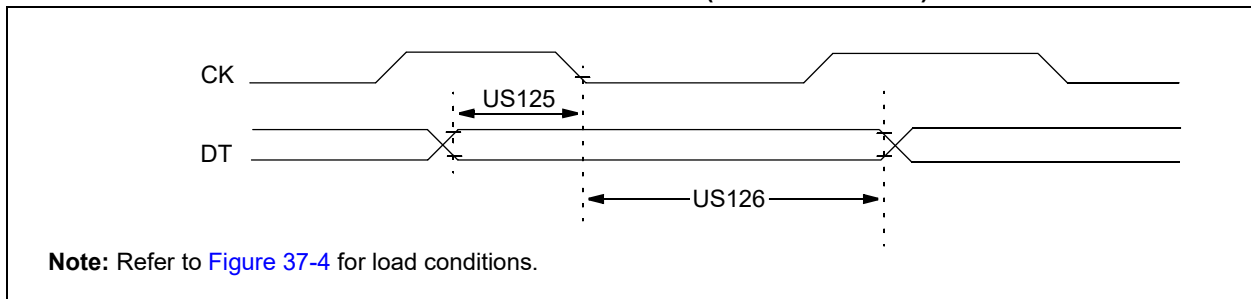 CK
US125
DT
US126
Note: Refer to Figure 37-4 for load conditions.